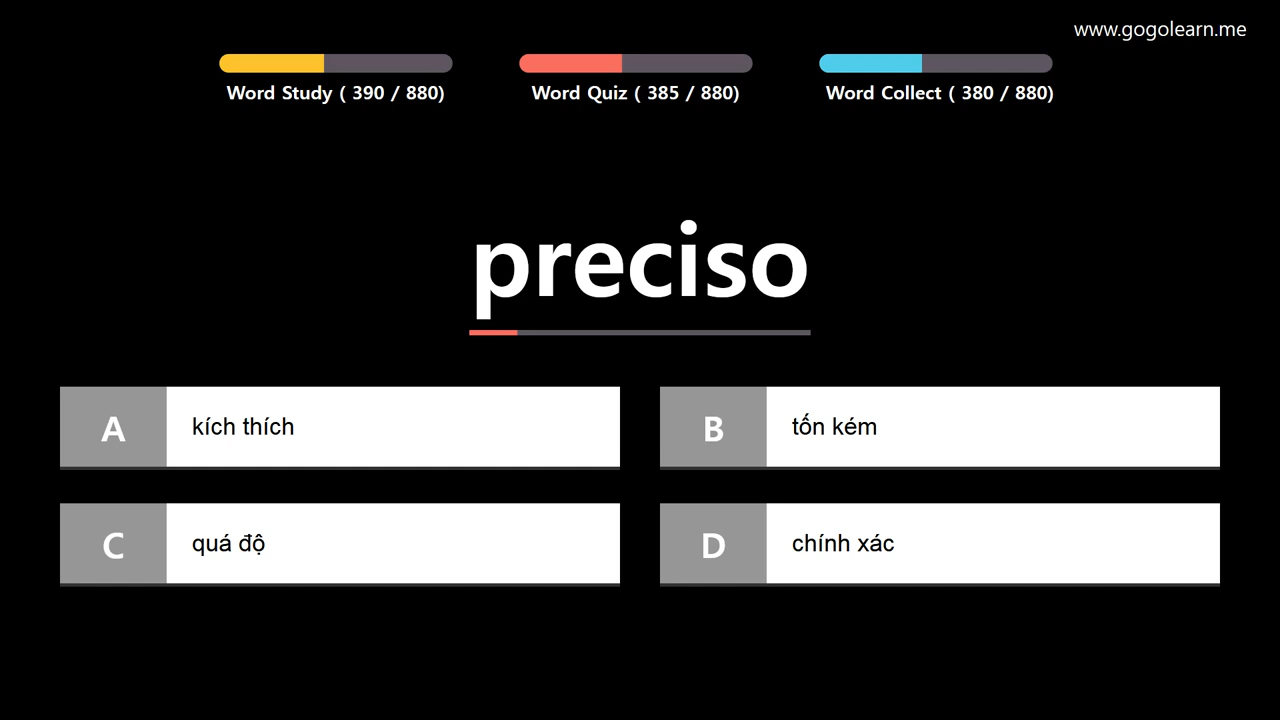 www.gogolearn.me
Word Study ( 390 / 880)
Word Quiz ( 385 / 880)
Word Collect ( 380 / 880)
preciso
A kích thích
B tốn kém
C quá độ
D chính xác